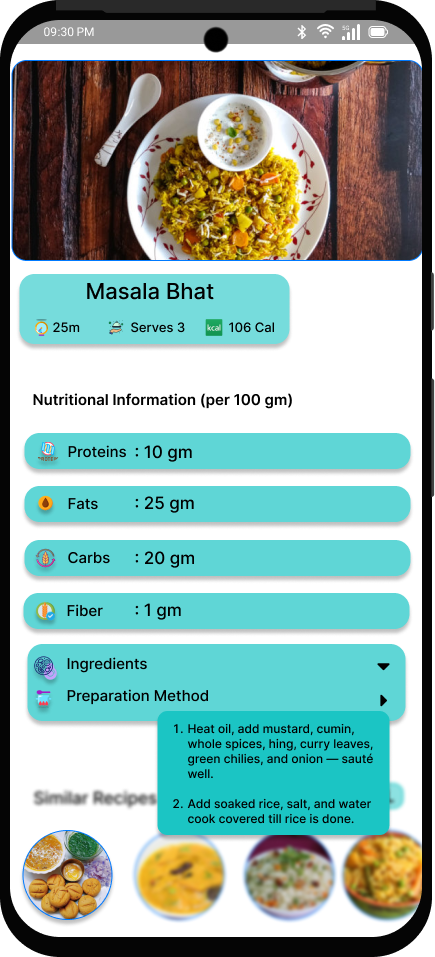 09:30 PM
5G
Masala Bhat
25m
Serves 3
kcal
106 Cal
Nutritional Information (per 100 gm)
Proteins : 10 gm
Fats : 25 gm
Carbs : 20 gm
Fiber : 1 gm
Ingredients
Preparation Method
1. Heat oil, add mustard, cumin,
whole spices, hing, curry leaves,
green chilies, and onion — sauté
well.
2. Add soaked rice, salt, and water
cook covered till rice is done.
Similar Recipes